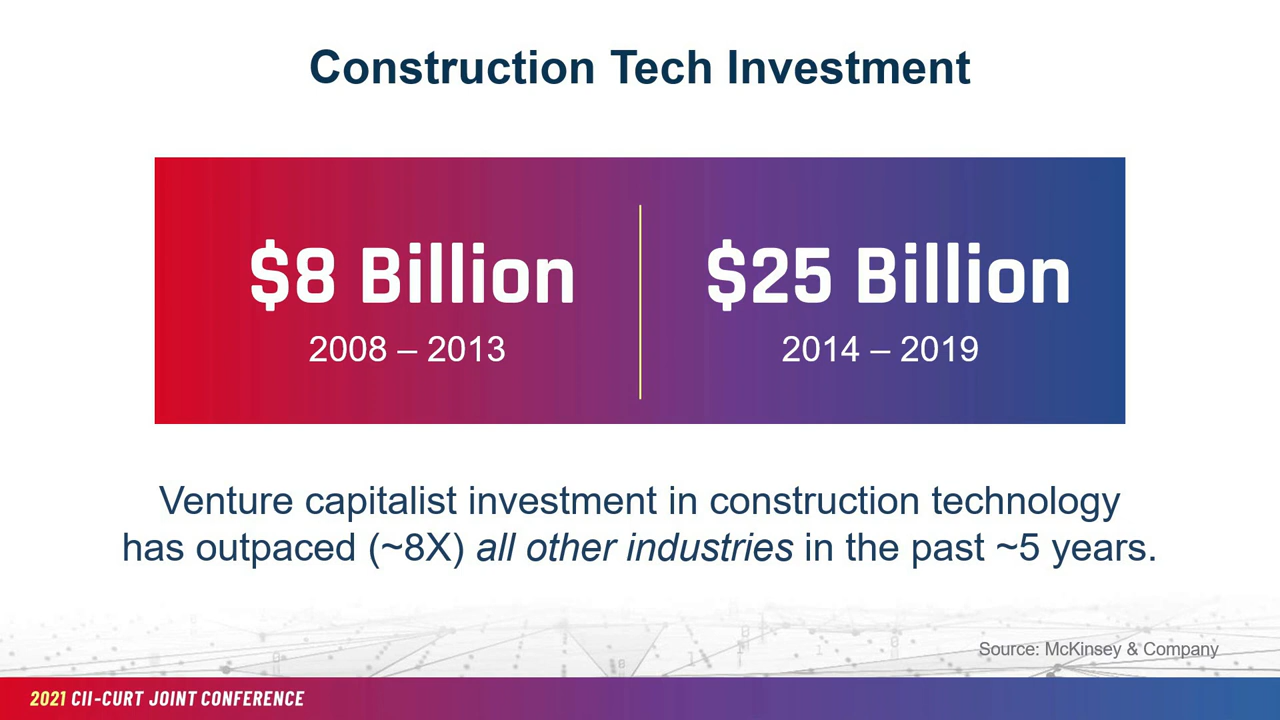 Construction Tech Investment
$8 Billion
2008 – 2013
$25 Billion
2014 – 2019
Venture capitalist investment in construction technology
has outpaced (~8X) all other industries in the past ~5 years.
Source: McKinsey & Company
2021 CII-CURT JOINT CONFERENCE